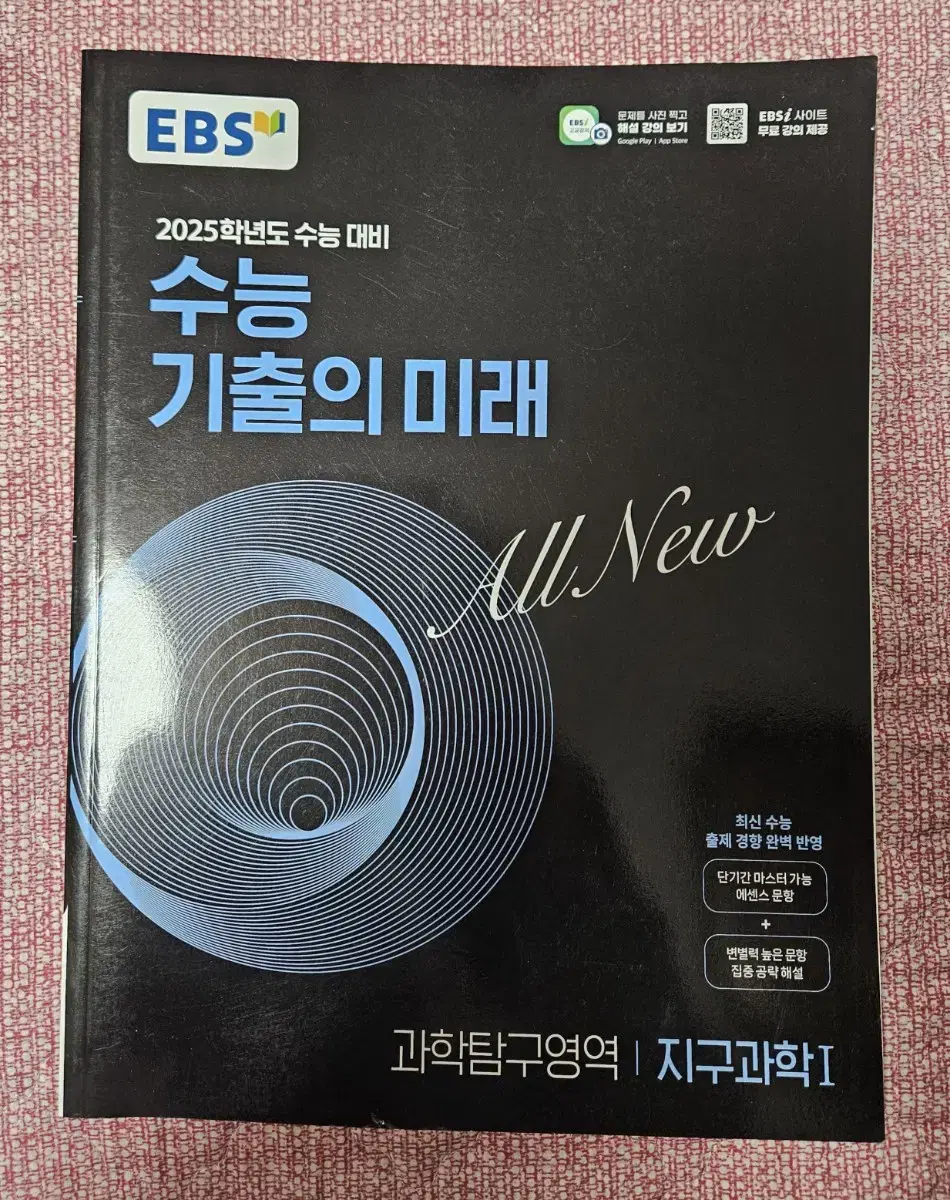 EBS
EBSi
고교강의
문제를 사진 찍고
해설 강의 보기
Google Play | App Store
EBSi 사이트
무료 강의 제공
2025학년도 수능 대비
수능
기출의 미래
All New
최신 수능
출제 경향 완벽 반영
단기간 마스터 가능
에센스 문항
+
변별력 높은 문항
집중 공략 해설
과학탐구영역 | 지구과학 I